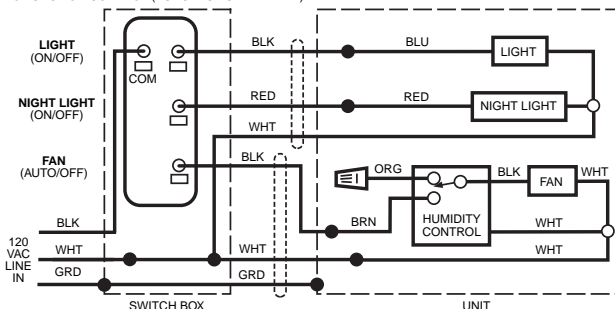 LIGHT
(ON/OFF)
COM
BLK
BLU
LIGHT
NIGHT LIGHT
(ON/OFF)
RED
RED
NIGHT LIGHT
WHT
FAN
(AUTO/OFF)
BLK
ORG
BLK
FAN
WHT
BRN
HUMIDITY
CONTROL
WHT
BLK
120
VAC
LINE
IN
WHT
WHT
WHT
GRD
GRD
SWITCH BOX
UNIT